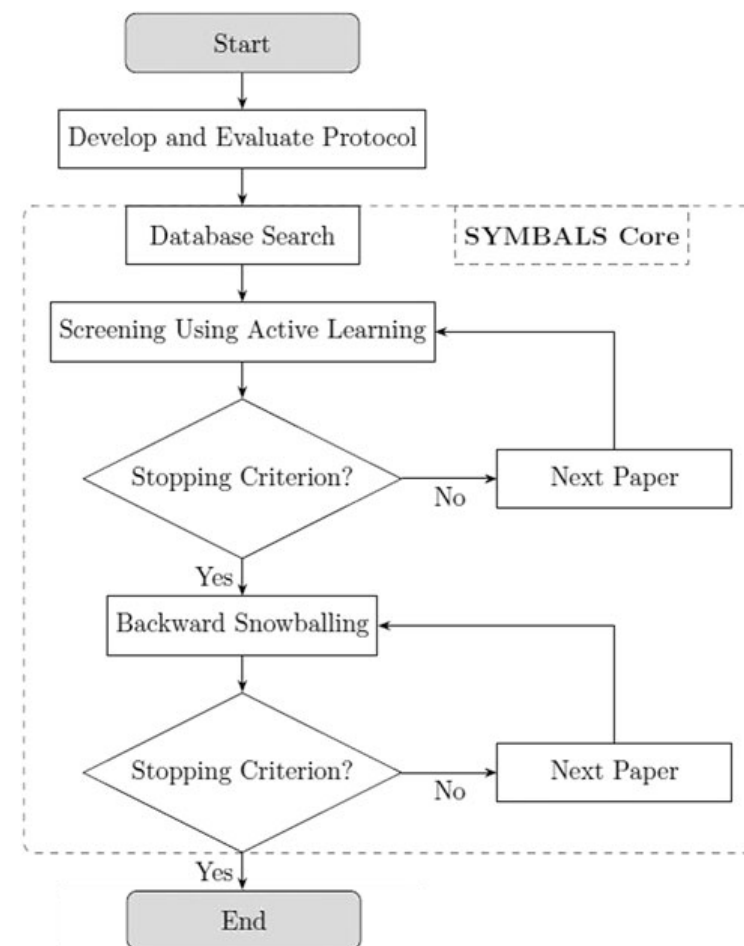 Start
Develop and Evaluate Protocol
Database Search
SYMBALS Core
Screening Using Active Learning
Stopping Criterion?
No
Next Paper
Yes
Backward Snowballing
Stopping Criterion?
No
Next Paper
Yes
End